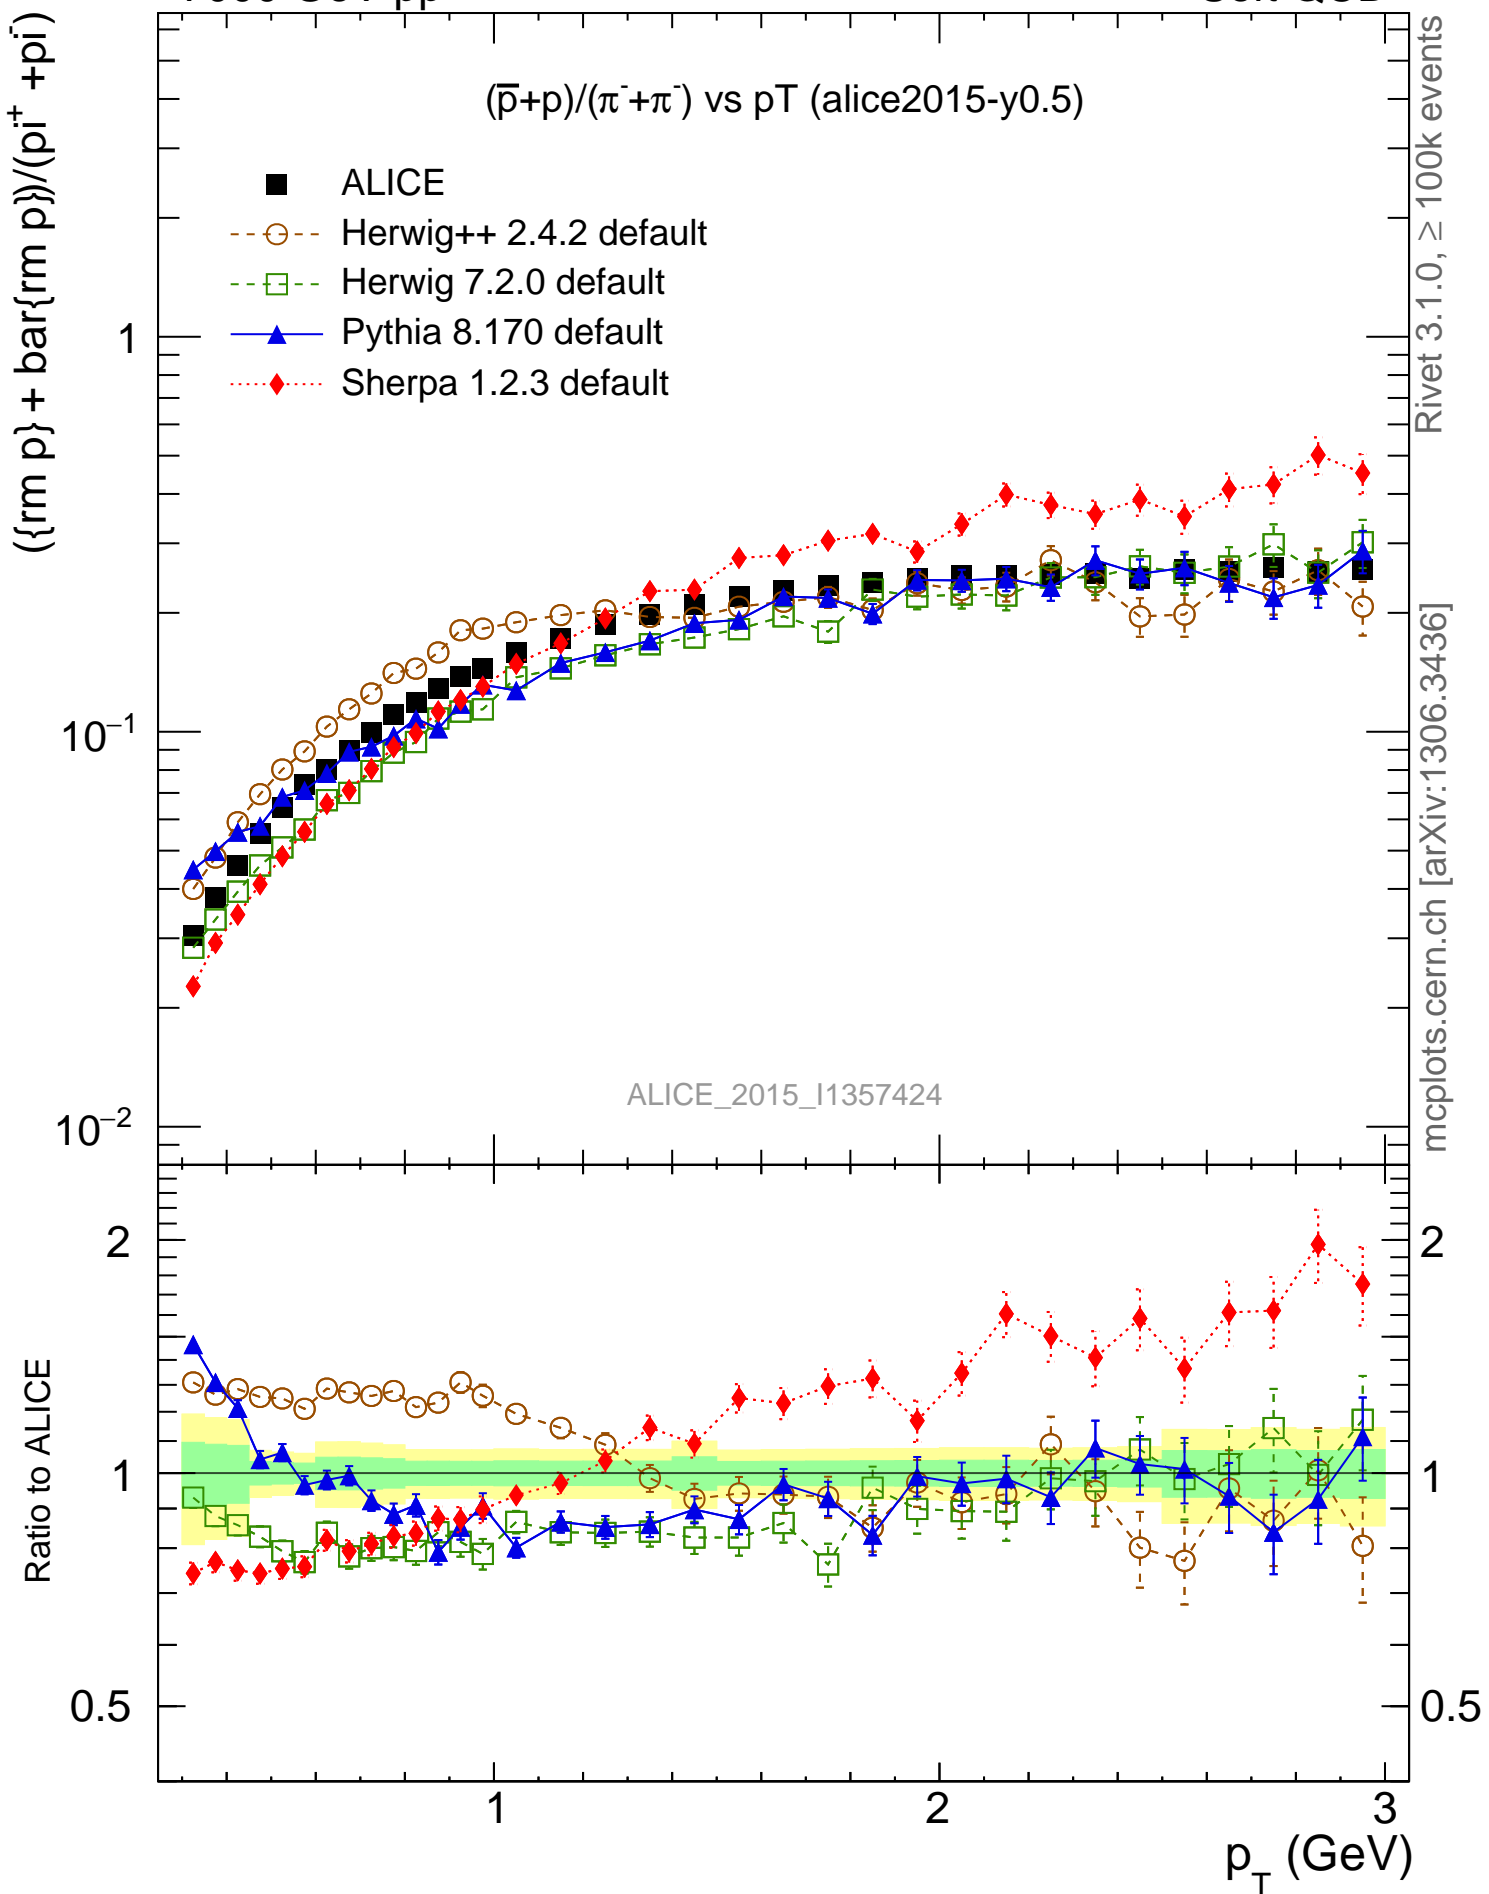 (p̅+p)/(π⁻+π⁻) vs pT (alice2015-y0.5)
ALICE
Herwig++ 2.4.2 default
Herwig 7.2.0 default
Pythia 8.170 default
Sherpa 1.2.3 default
({rm p} + bar{rm p})/(pi⁺ +pi⁻)
1
10⁻¹
10⁻²
ALICE_2015_I1357424
Rivet 3.1.0, ≥ 100k events
mcplots.cern.ch [arXiv:1306.3436]
Ratio to ALICE
2
1
0.5
2
1
0.5
1
2
3
p_T (GeV)